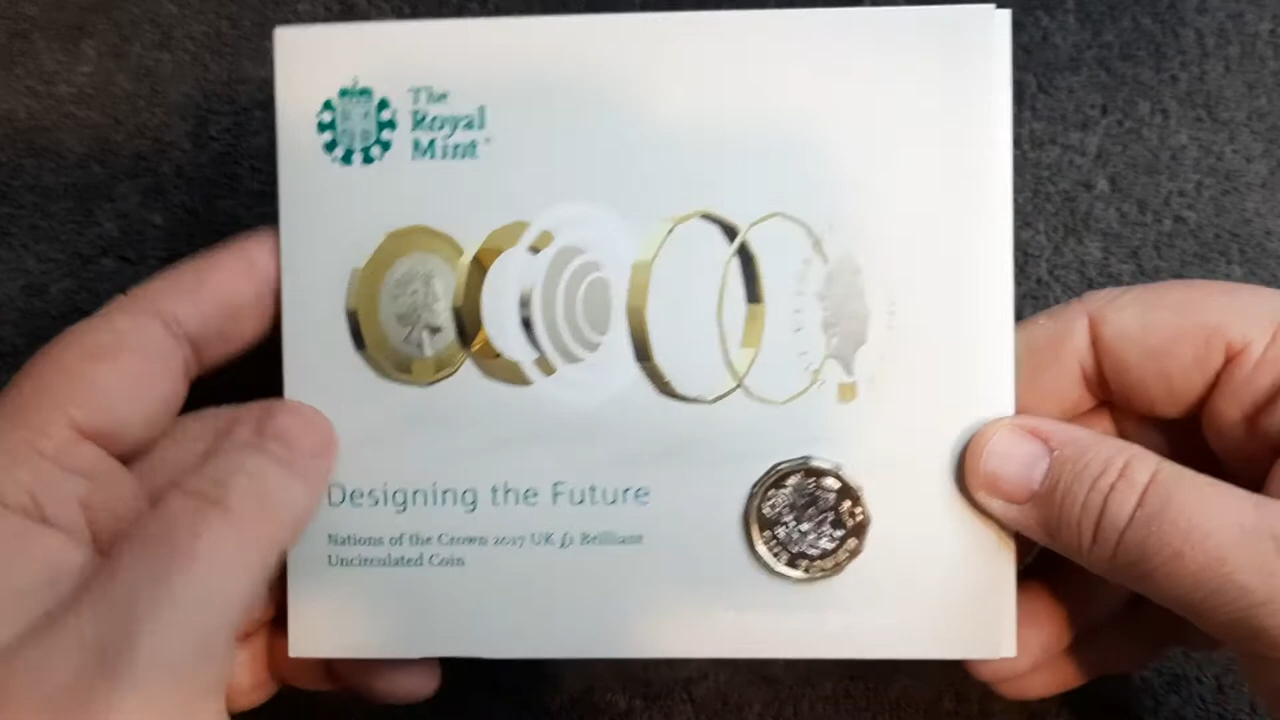 The
Royal
Mint
Designing the Future
Nations of the Crown 2017 UK £1 Brilliant
Uncirculated Coin